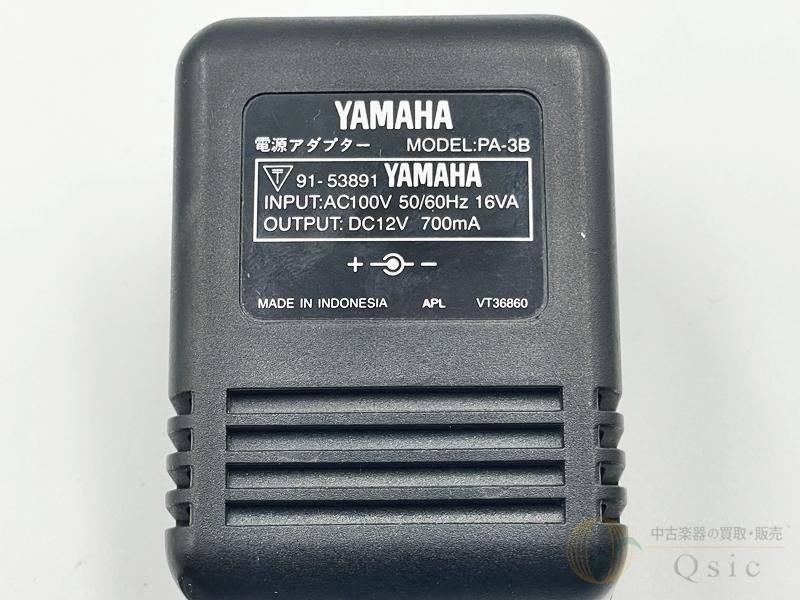 YAMAHA
電源アダプター MODEL:PA-3B
〒 91-53891 YAMAHA
INPUT:AC100V 50/60Hz 16VA
OUTPUT: DC12V 700mA
+ −
MADE IN INDONESIA APL VT36860
中古楽器の買取・販売
Qsic